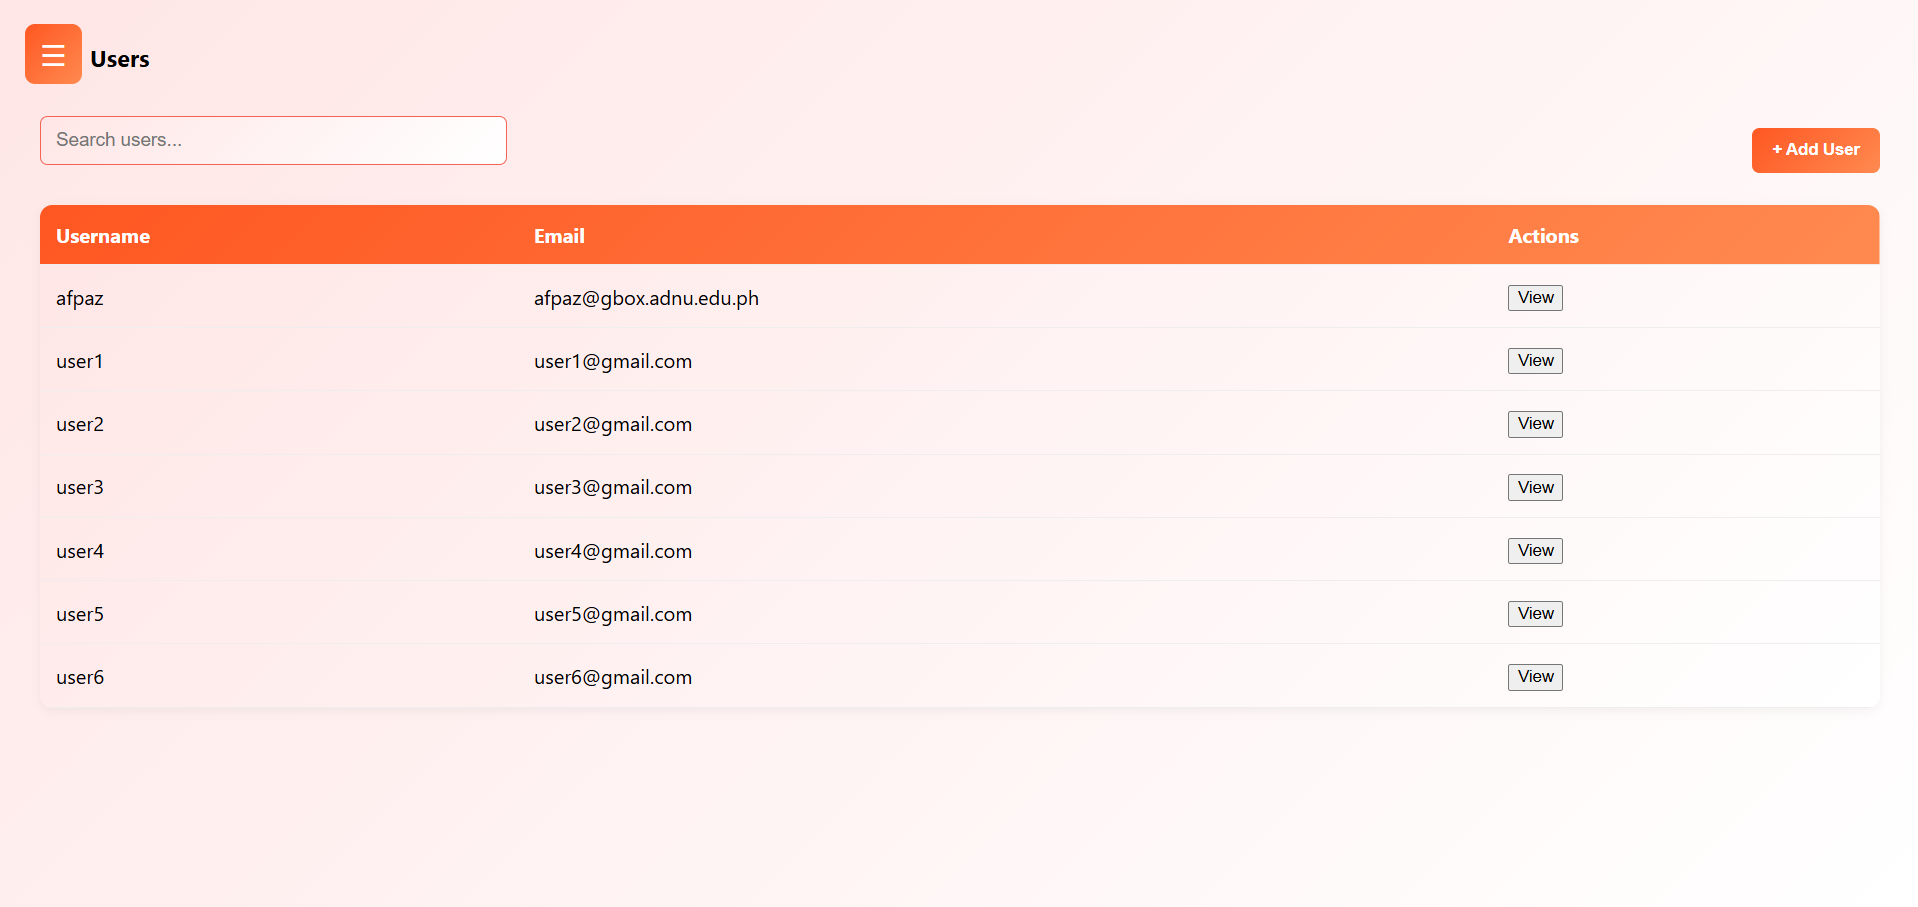 ☰ Users
Search users...
+ Add User
Username Email Actions
afpaz afpaz@gbox.adnu.edu.ph View
user1 user1@gmail.com View
user2 user2@gmail.com View
user3 user3@gmail.com View
user4 user4@gmail.com View
user5 user5@gmail.com View
user6 user6@gmail.com View